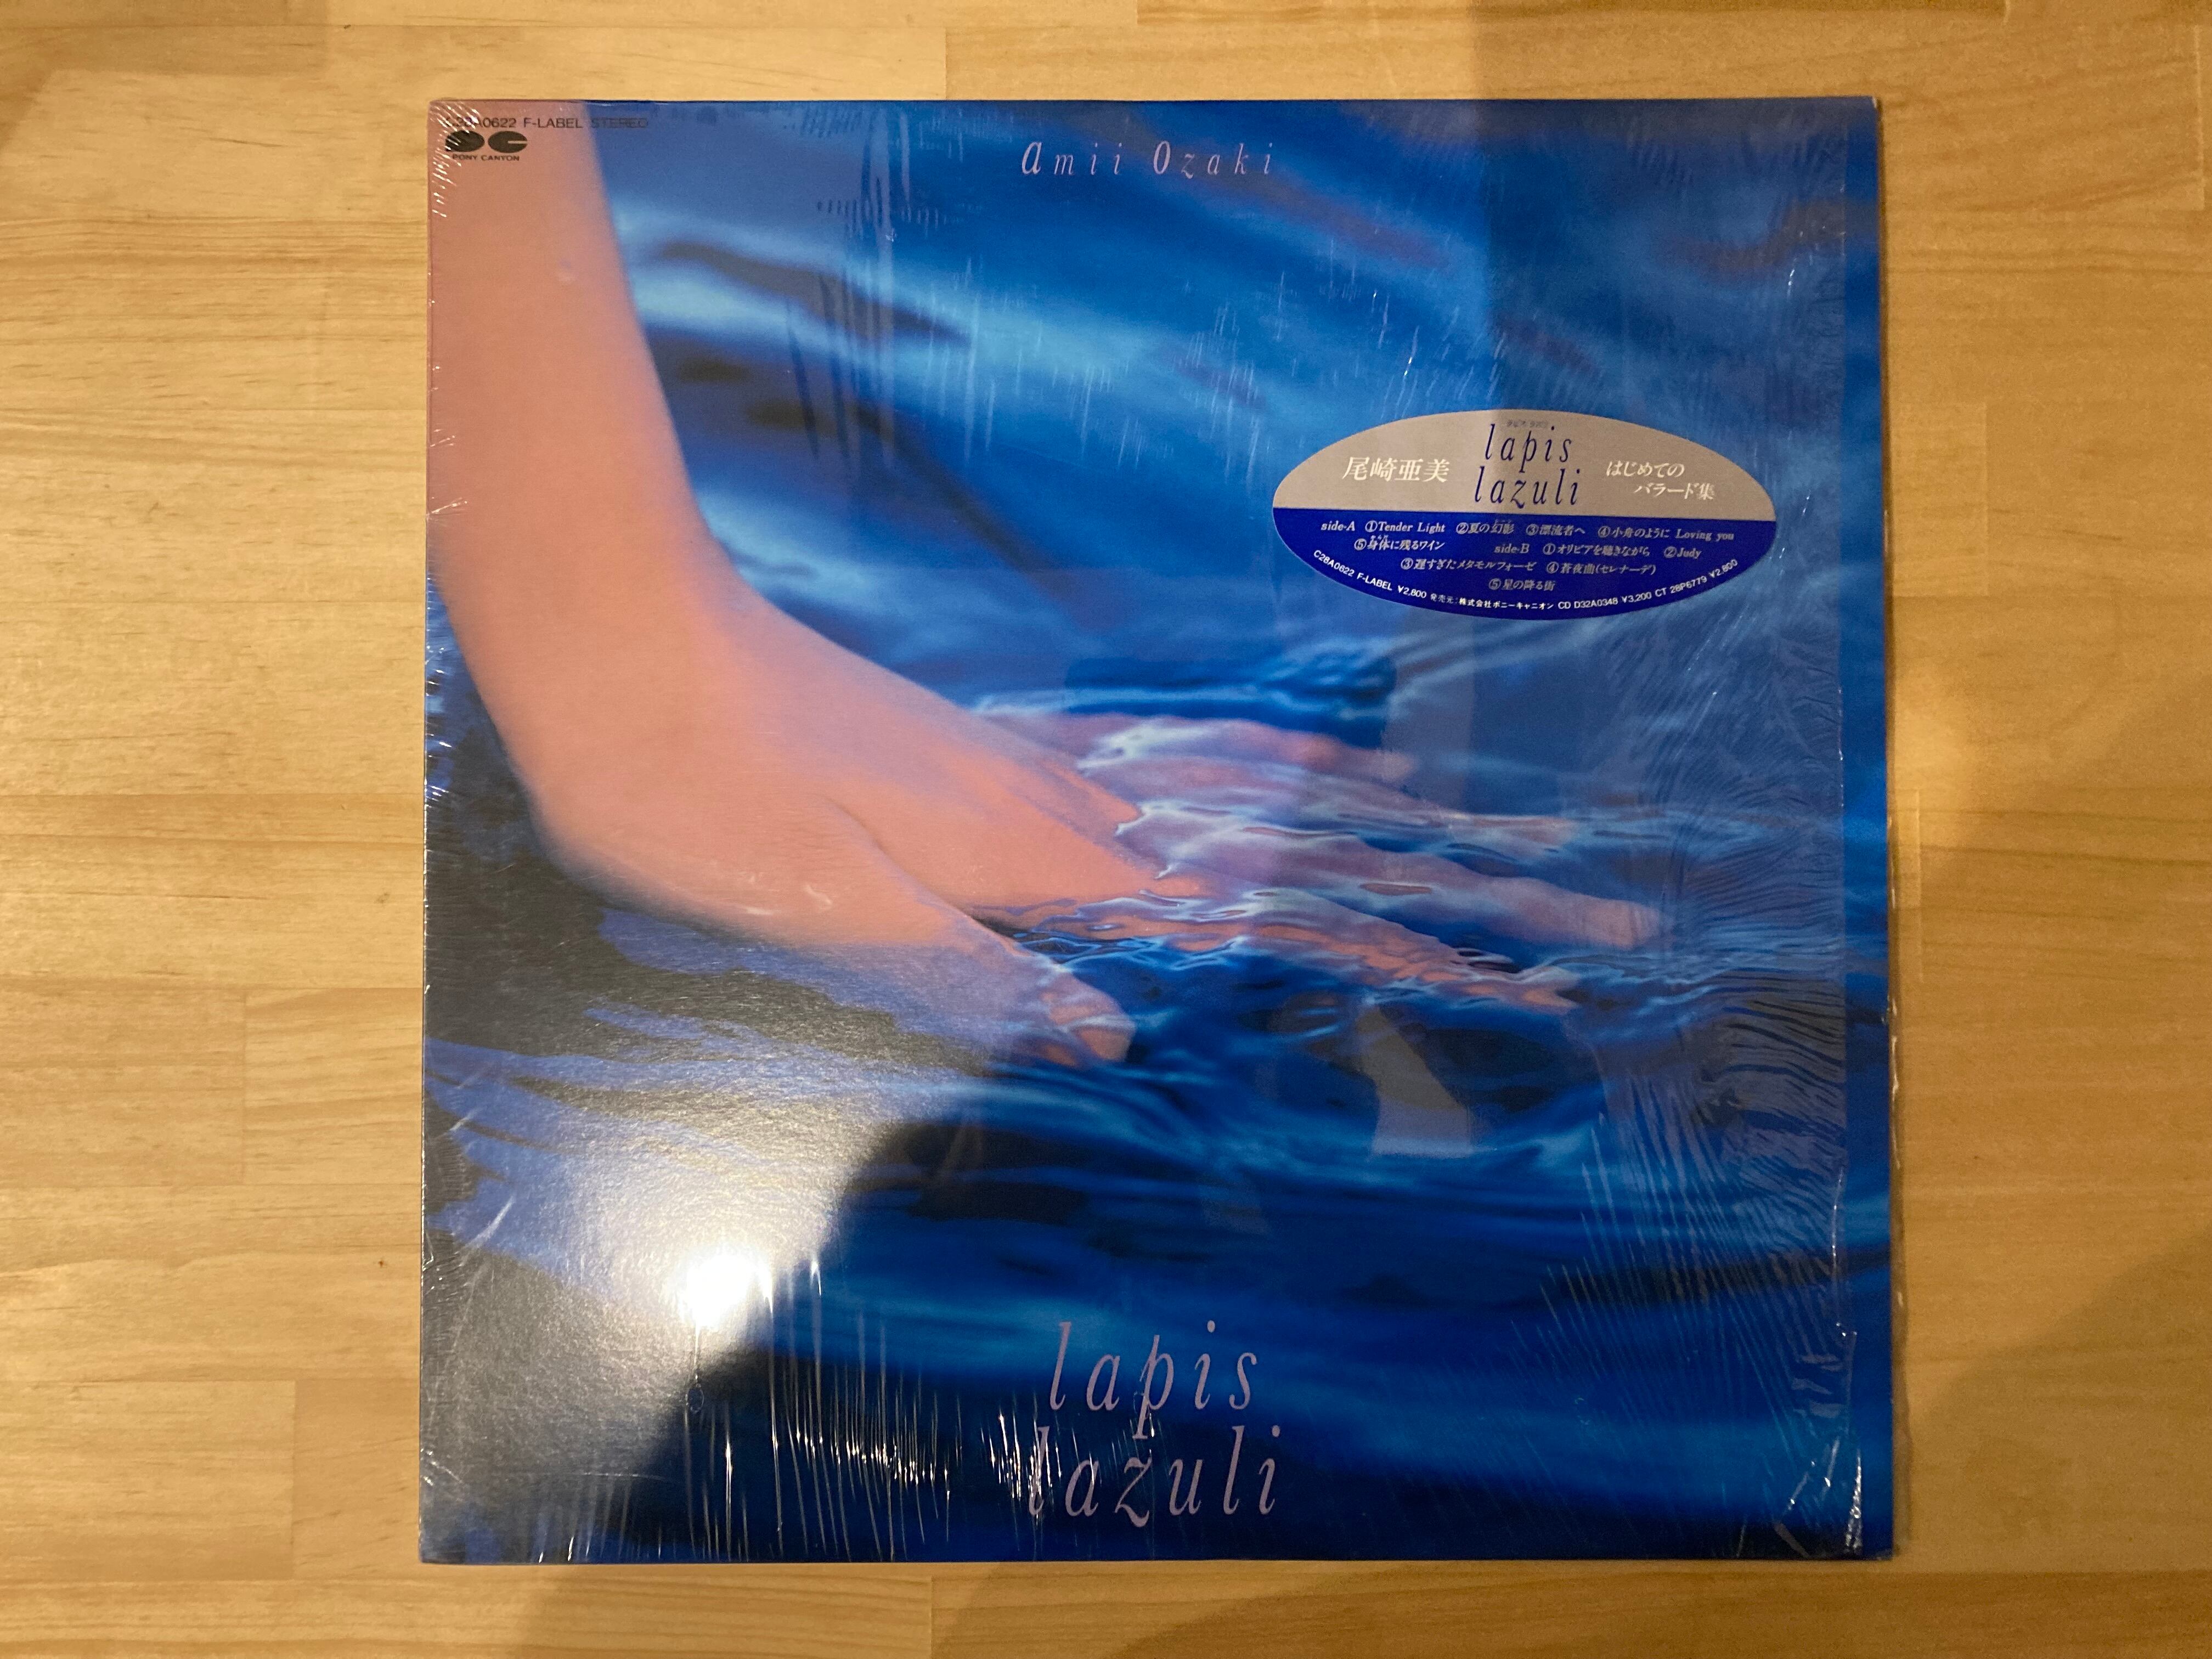 C28A0622 F-LABEL STEREO
PONY CANYON
amii ozaki
lapis
lazuli
尾崎亜美
はじめての
バラード集
side-A ①Tender Light ②夏の幻影 ③漂流者へ ④小舟のように Loving you
⑤身体に残るワイン side-B ①オリビアを聴きながら ②Judy
③遅すぎたメタモルフォーゼ ④蒼夜曲(セレナーデ)
⑤星の降る街
C28A0622 F-LABEL ¥2,800 発売元:株式会社ポニーキャニオン CD D32A0348 ¥3,200 CT 28P6779 ¥2,800
lapis
lazuli